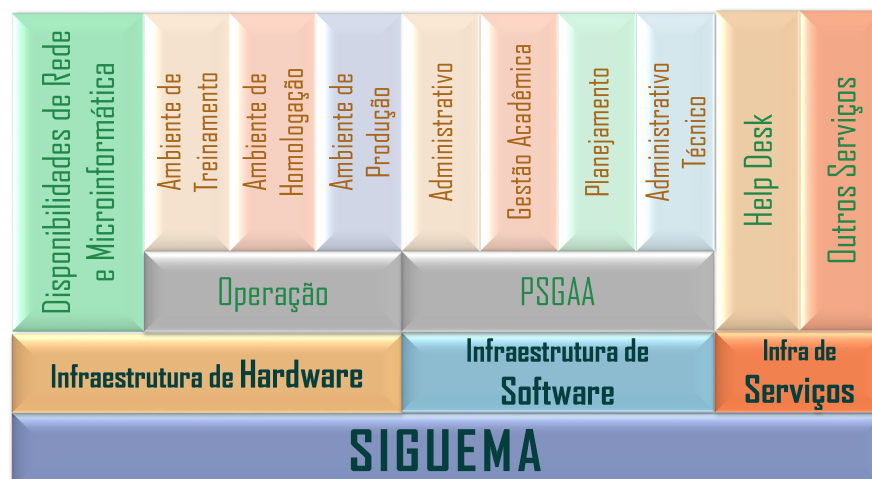 Disponibilidades de Rede
e Microinformática
Ambiente de
Treinamento
Ambiente de
Homologação
Ambiente de
Produção
Administrativo
Gestão Acadêmica
Planejamento
Administrativo
Técnico
Help Desk
Outros Serviços
Operação
PSGAA
Infraestrutura de Hardware
Infraestrutura de
Software
Infra de
Serviços
SIGUEMA